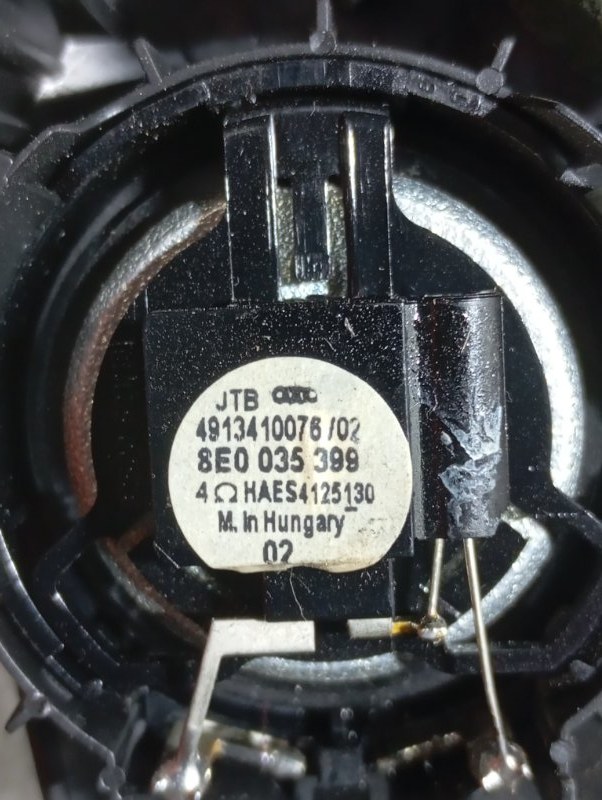 JTB
4913410076/02
8E0 035 399
4 Ω HAES4125130
M. in Hungary
02